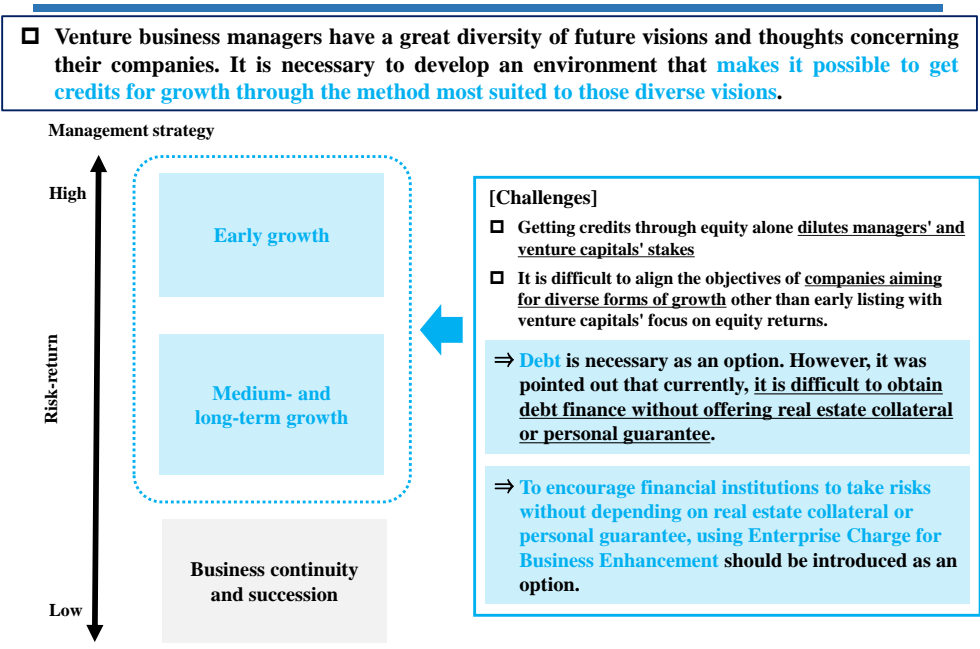 Venture business managers have a great diversity of future visions and thoughts concerning
their companies. It is necessary to develop an environment that makes it possible to get
credits for growth through the method most suited to those diverse visions.
Management strategy
High
Risk-return
Low
Early growth
Medium- and
long-term growth
Business continuity
and succession
[Challenges]
Getting credits through equity alone dilutes managers' and
venture capitals' stakes
It is difficult to align the objectives of companies aiming
for diverse forms of growth other than early listing with
venture capitals' focus on equity returns.
⇒ Debt is necessary as an option. However, it was
pointed out that currently, it is difficult to obtain
debt finance without offering real estate collateral
or personal guarantee.
⇒ To encourage financial institutions to take risks
without depending on real estate collateral or
personal guarantee, using Enterprise Charge for
Business Enhancement should be introduced as an
option.